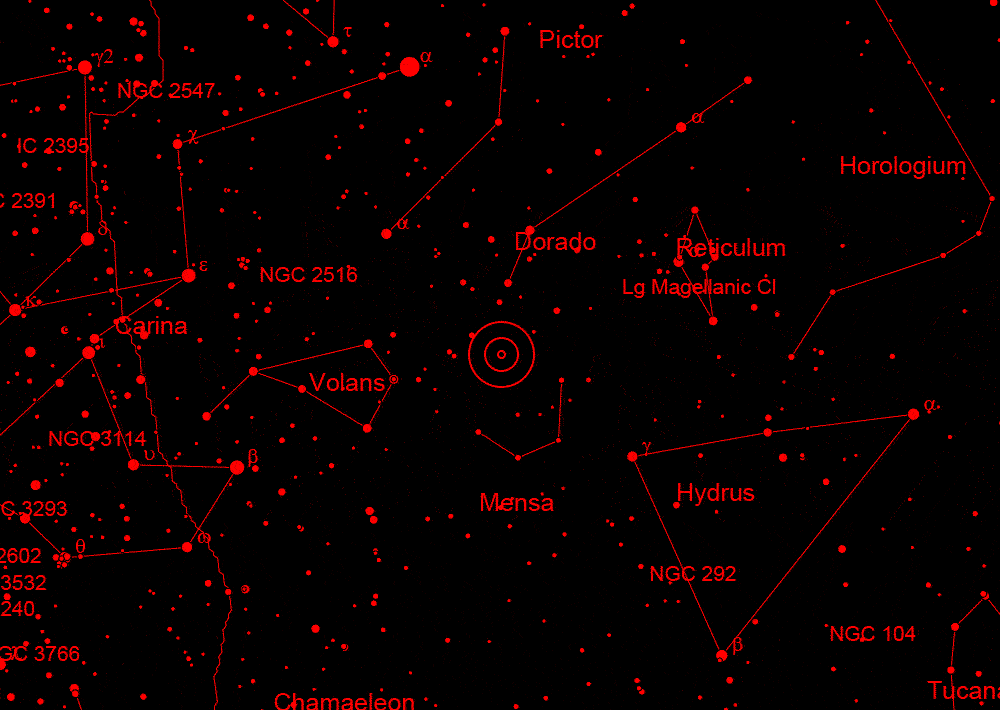 τ
Pictor
γ2
α
NGC 2547
α
IC 2395
χ
Horologium
C 2391
δ
α
Dorado
Reticulum
α
ε
NGC 2516
Lg Magellanic Cl
κ
Carina
ι
Volans
α
NGC 3114
γ
υ
β
Hydrus
Mensa
C 3293
θ
ω
2602
NGC 292
3532
240
NGC 104
β
GC 3766
Tucana
Chamaeleon